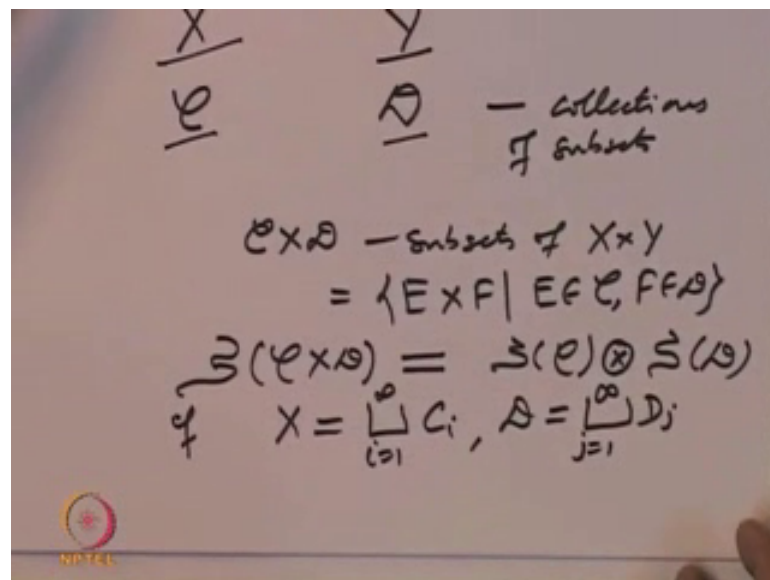 X Y
𝒞 𝒟 — collections
of subsets
𝒞×𝒟 — subsets of X×Y
= {E×F | E∈𝒞, F∈𝒟}
𝒮(𝒞×𝒟) = 𝒮(𝒞)⊗𝒮(𝒟)
if X = ⨆_{i=1}^{∞} C_i, 𝒟 = ⨆_{j=1}^{∞} D_j
NPTEL